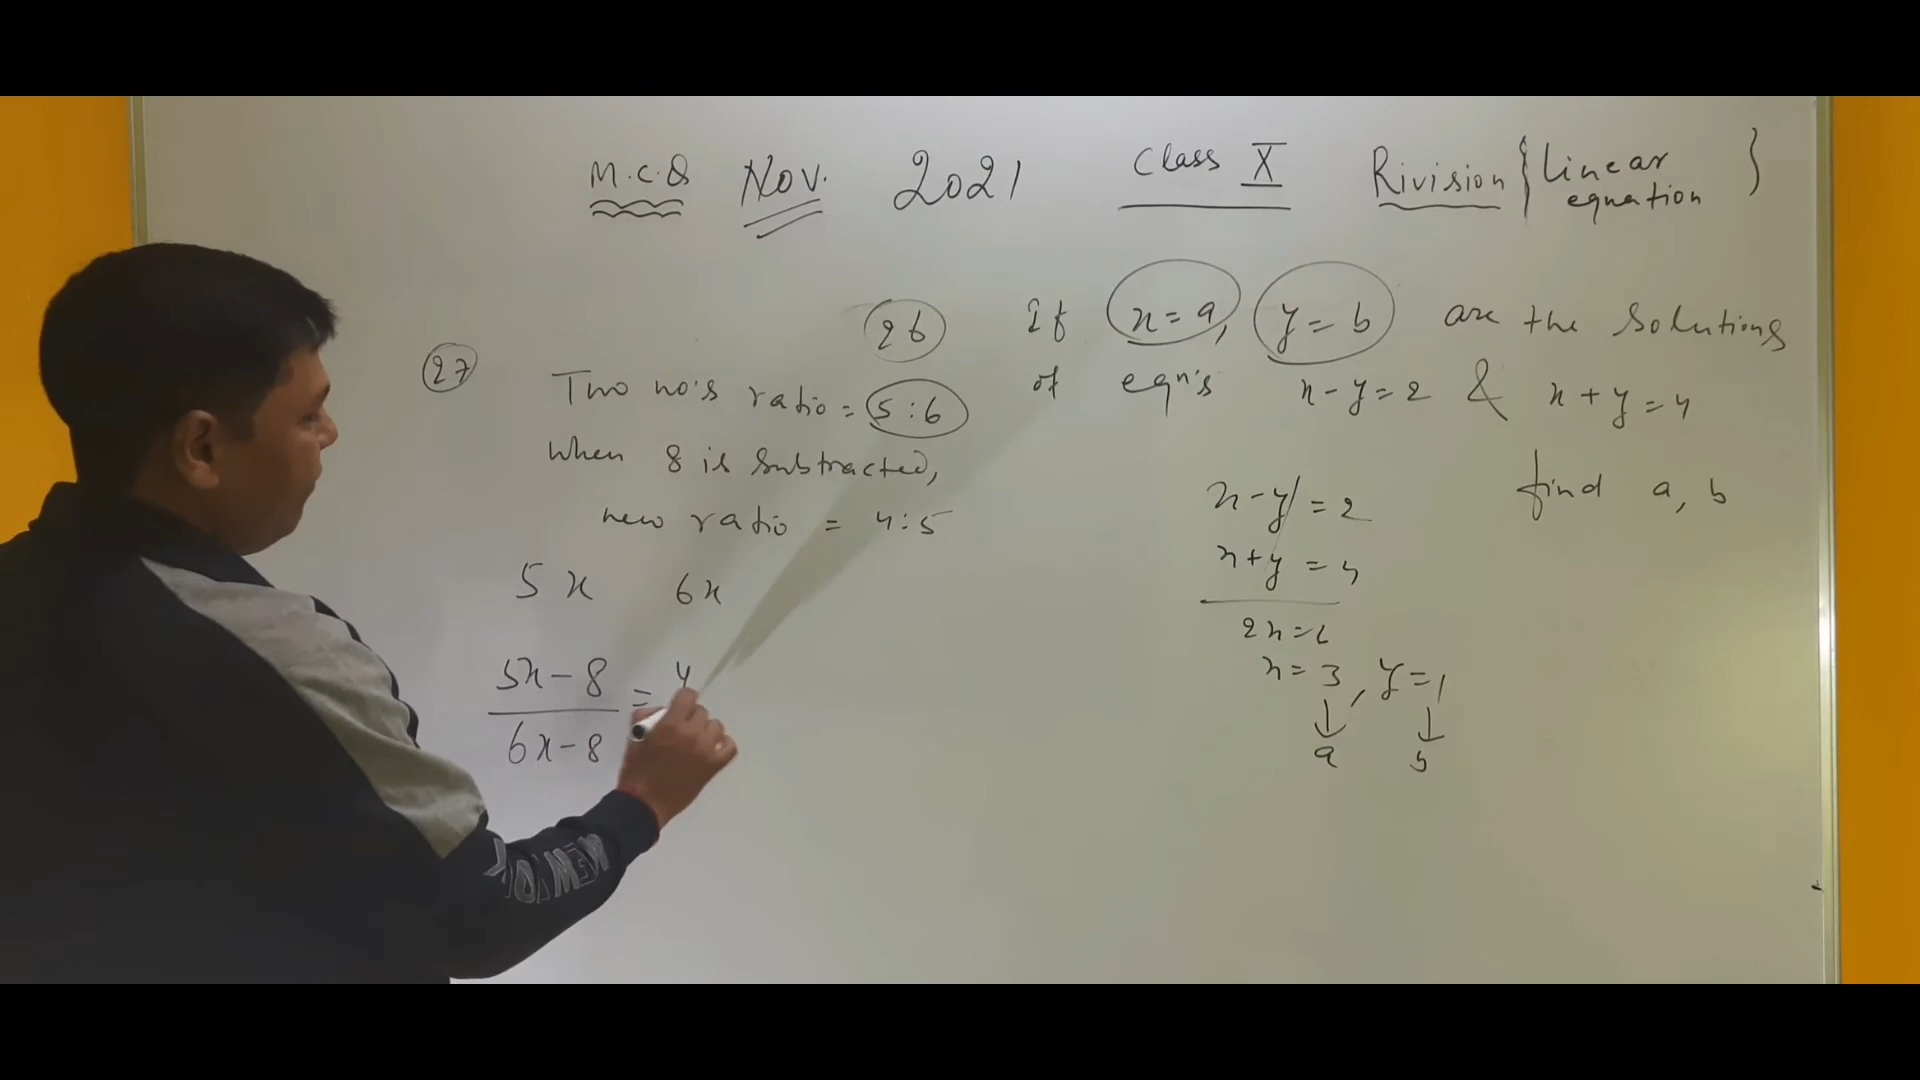 M.C.Q Nov. 2021 Class X Rivision {linear equation}
26 If x=a, y=b are the solutions
of eqn's x-y=2 & x+y=4
find a, b
x-y=2
x+y=4
2x=6
x=3, y=1
a b
27
Two no's ratio = 5:6
when 8 is subtracted,
new ratio = 4:5
5x 6x
5x-8 = 4
6x-8